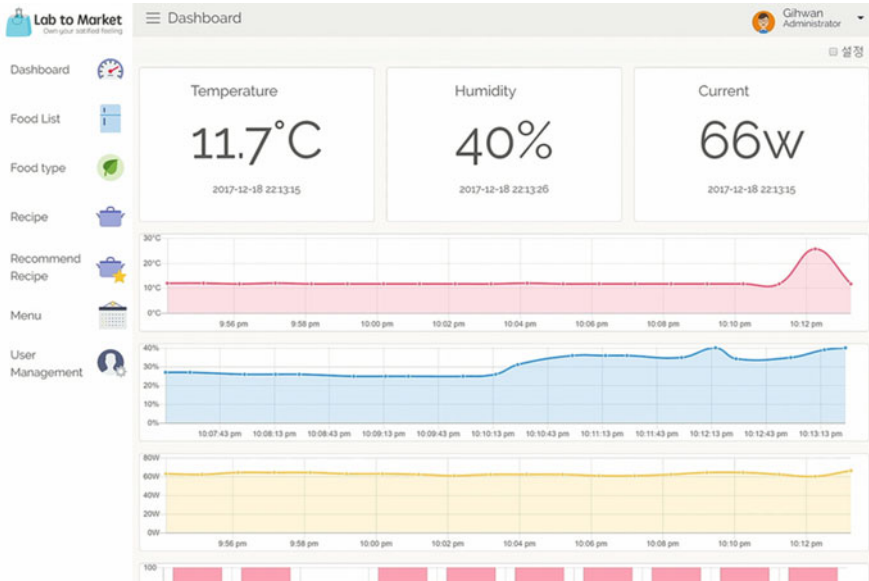 Lab to Market
Own your satified feeling
Dashboard
Gihwan
Administrator
설정
Dashboard
Food List
Food type
Recipe
Recommend
Recipe
Menu
User
Management
Temperature
11.7°C
2017-12-18 22:13:15
Humidity
40%
2017-12-18 22:13:26
Current
66w
2017-12-18 22:13:15
30°C
20°C
10°C
0°C
9:56 pm 9:58 pm 10:00 pm 10:02 pm 10:04 pm 10:06 pm 10:08 pm 10:10 pm 10:12 pm
40%
30%
20%
10%
0%
10:07:43 pm 10:08:13 pm 10:08:43 pm 10:09:13 pm 10:09:43 pm 10:10:13 pm 10:10:43 pm 10:11:13 pm 10:11:43 pm 10:12:13 pm 10:12:43 pm 10:13:13 pm
80W
60W
40W
20W
0W
9:56 pm 9:58 pm 10:00 pm 10:02 pm 10:04 pm 10:06 pm 10:08 pm 10:10 pm 10:12 pm
100